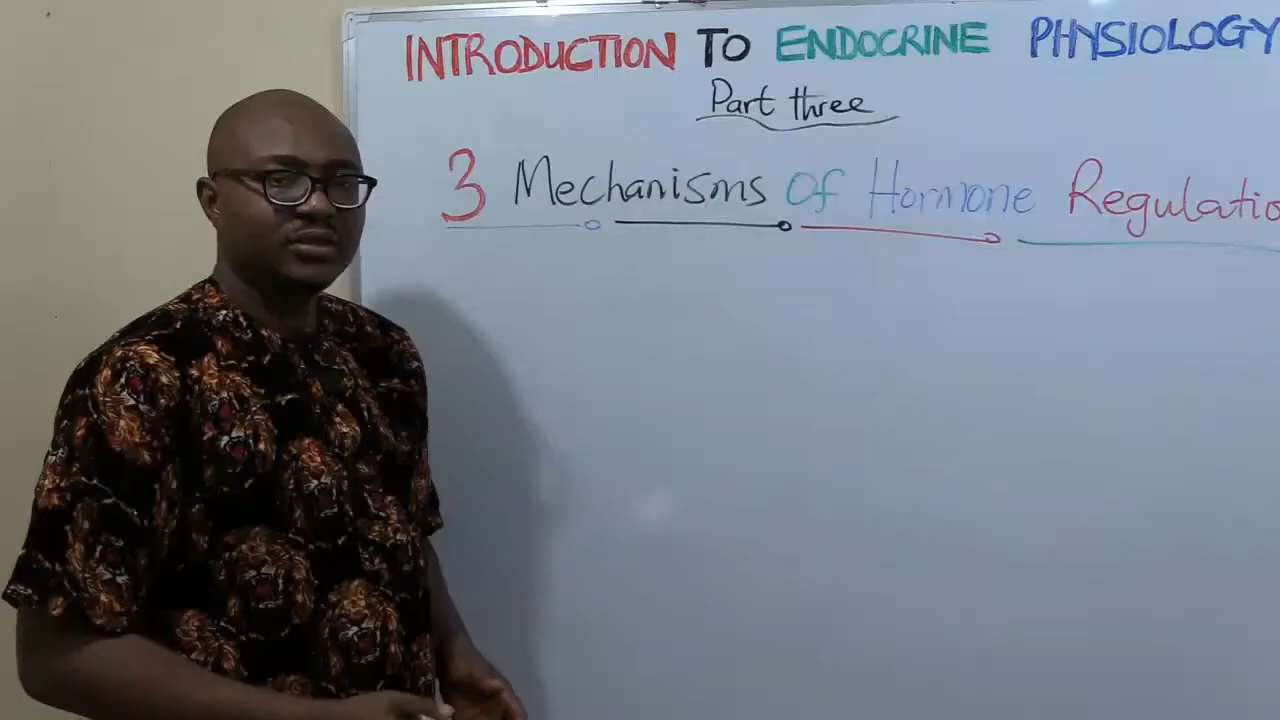 INTRODUCTION TO ENDOCRINE PHYSIOLOGY
Part three
3 Mechanisms Of Hormone Regulatio